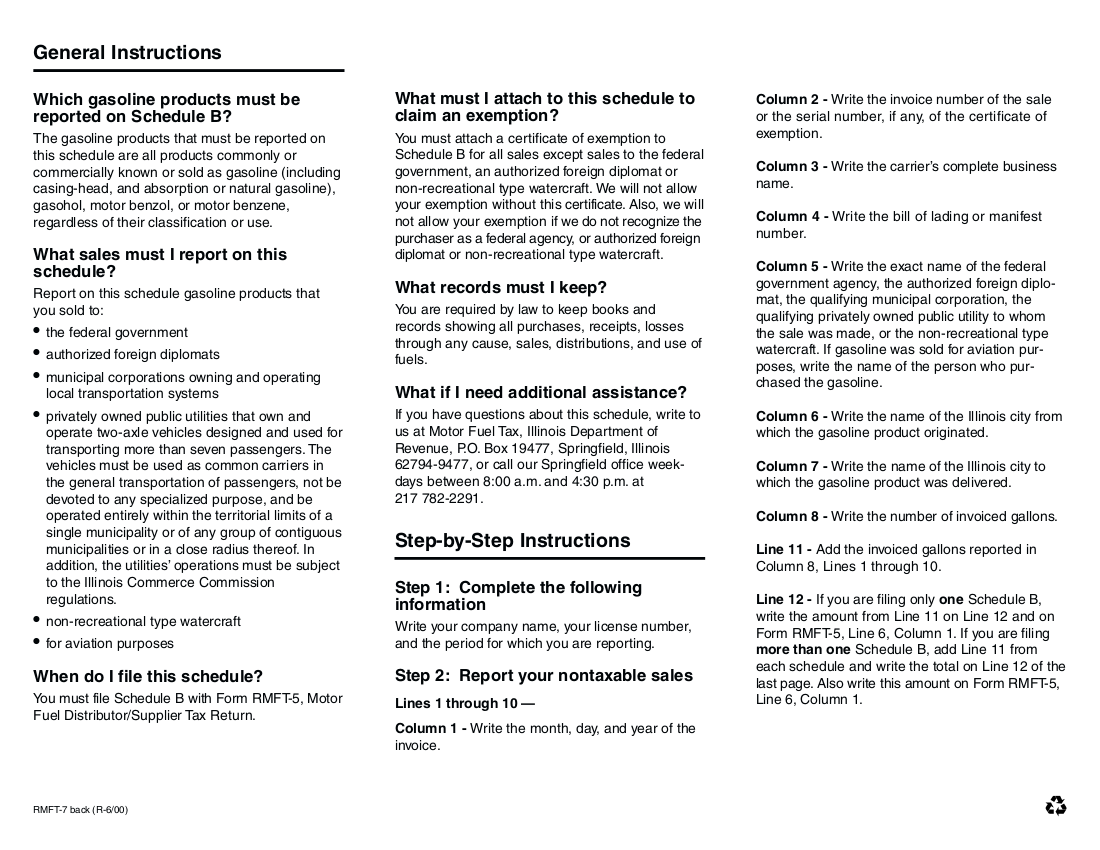 General Instructions
Which gasoline products must be
reported on Schedule B?
The gasoline products that must be reported on
this schedule are all products commonly or
commercially known or sold as gasoline (including
casing-head, and absorption or natural gasoline),
gasohol, motor benzol, or motor benzene,
regardless of their classification or use.
What sales must I report on this
schedule?
Report on this schedule gasoline products that
you sold to:
• the federal government
• authorized foreign diplomats
• municipal corporations owning and operating
local transportation systems
• privately owned public utilities that own and
operate two-axle vehicles designed and used for
transporting more than seven passengers. The
vehicles must be used as common carriers in
the general transportation of passengers, not be
devoted to any specialized purpose, and be
operated entirely within the territorial limits of a
single municipality or of any group of contiguous
municipalities or in a close radius thereof. In
addition, the utilities' operations must be subject
to the Illinois Commerce Commission
regulations.
• non-recreational type watercraft
• for aviation purposes
When do I file this schedule?
You must file Schedule B with Form RMFT-5, Motor
Fuel Distributor/Supplier Tax Return.
What must I attach to this schedule to
claim an exemption?
You must attach a certificate of exemption to
Schedule B for all sales except sales to the federal
government, an authorized foreign diplomat or
non-recreational type watercraft. We will not allow
your exemption without this certificate. Also, we will
not allow your exemption if we do not recognize the
purchaser as a federal agency, or authorized foreign
diplomat or non-recreational type watercraft.
What records must I keep?
You are required by law to keep books and
records showing all purchases, receipts, losses
through any cause, sales, distributions, and use of
fuels.
What if I need additional assistance?
If you have questions about this schedule, write to
us at Motor Fuel Tax, Illinois Department of
Revenue, P.O. Box 19477, Springfield, Illinois
62794-9477, or call our Springfield office week-
days between 8:00 a.m. and 4:30 p.m. at
217 782-2291.
Step-by-Step Instructions
Step 1: Complete the following
information
Write your company name, your license number,
and the period for which you are reporting.
Step 2: Report your nontaxable sales
Lines 1 through 10 —
Column 1 - Write the month, day, and year of the
invoice.
Column 2 - Write the invoice number of the sale
or the serial number, if any, of the certificate of
exemption.
Column 3 - Write the carrier's complete business
name.
Column 4 - Write the bill of lading or manifest
number.
Column 5 - Write the exact name of the federal
government agency, the authorized foreign diplo-
mat, the qualifying municipal corporation, the
qualifying privately owned public utility to whom
the sale was made, or the non-recreational type
watercraft. If gasoline was sold for aviation pur-
poses, write the name of the person who pur-
chased the gasoline.
Column 6 - Write the name of the Illinois city from
which the gasoline product originated.
Column 7 - Write the name of the Illinois city to
which the gasoline product was delivered.
Column 8 - Write the number of invoiced gallons.
Line 11 - Add the invoiced gallons reported in
Column 8, Lines 1 through 10.
Line 12 - If you are filing only one Schedule B,
write the amount from Line 11 on Line 12 and on
Form RMFT-5, Line 6, Column 1. If you are filing
more than one Schedule B, add Line 11 from
each schedule and write the total on Line 12 of the
last page. Also write this amount on Form RMFT-5,
Line 6, Column 1.
RMFT-7 back (R-6/00)